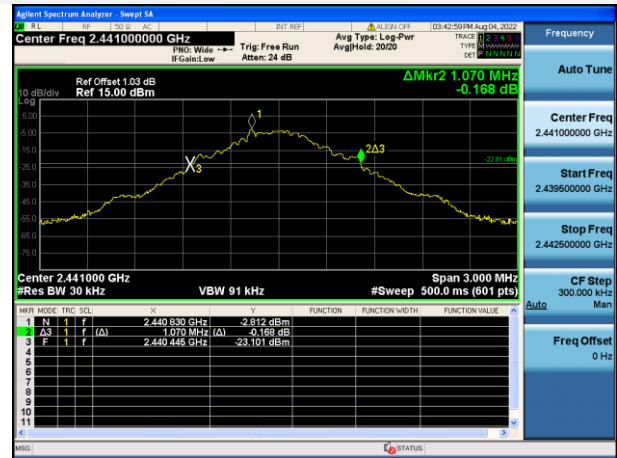 Agilent Spectrum Analyzer - Swept SA
RL RF 50 Ω AC INT REF ALIGN OFF 03:42:59 PM Aug 04, 2022
Center Freq 2.441000000 GHz
PNO: Wide Trig: Free Run Avg Type: Log-Pwr TRACE 1 2 3 4 5 6
IFGain:Low Atten: 24 dB Avg|Hold: 20/20 TYPE M WWWWW
DET P N N N N N
Ref Offset 1.03 dB
10 dB/div Ref 15.00 dBm
ΔMkr2 1.070 MHz
-0.168 dB
Log
5.00
-5.00
-15.0
-25.0
-35.0
-45.0
-55.0
-65.0
-75.0
1
2Δ3
3
-22.81 dBm
Center 2.441000 GHz Span 3.000 MHz
#Res BW 30 kHz VBW 91 kHz #Sweep 500.0 ms (601 pts)
MKR MODE TRC SCL X Y FUNCTION FUNCTION WIDTH FUNCTION VALUE
1 N 1 f 2.440 830 GHz -2.812 dBm
2 Δ3 1 f (Δ) 1.070 MHz (Δ) -0.168 dB
3 F 1 f 2.440 445 GHz -23.101 dBm
4
5
6
7
8
9
10
11
MSG STATUS
Frequency
Auto Tune
Center Freq
2.441000000 GHz
Start Freq
2.439500000 GHz
Stop Freq
2.442500000 GHz
CF Step
300.000 kHz
Auto Man
Freq Offset
0 Hz